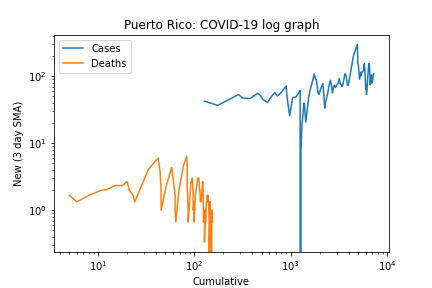 Puerto Rico: COVID-19 log graph
Cases
Deaths
New (3 day SMA)
10²
10¹
10⁰
10¹ 10² 10³ 10⁴
Cumulative